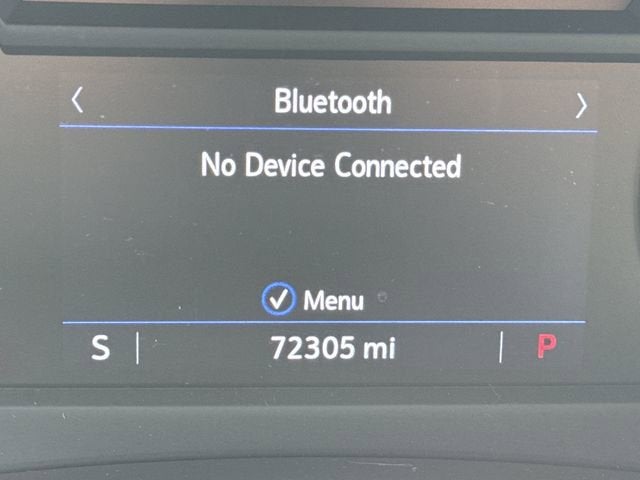 Bluetooth
No Device Connected
Menu
S 72305 mi P